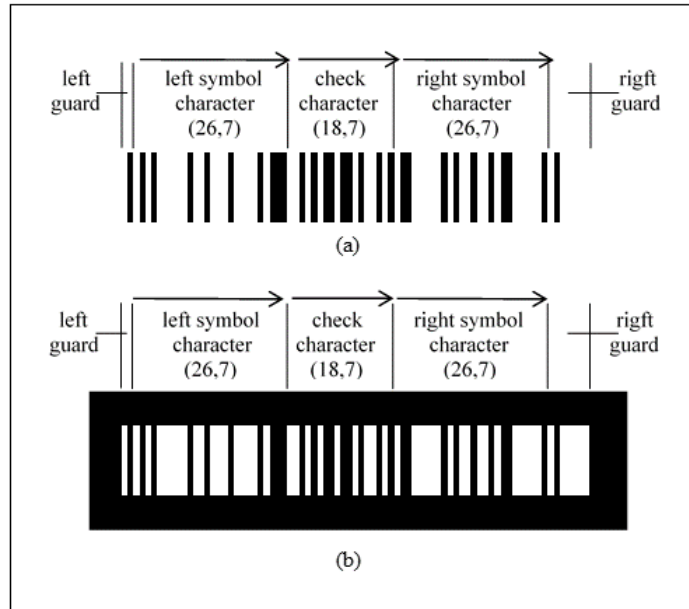 left guard
left symbol character (26,7)
check character (18,7)
right symbol character (26,7)
rigft guard
(a)
left guard
left symbol character (26,7)
check character (18,7)
right symbol character (26,7)
rigft guard
(b)